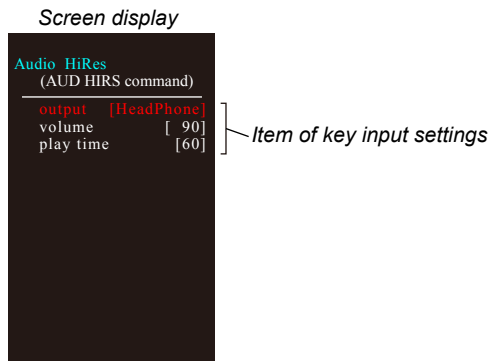 Screen display
Audio HiRes
(AUD HIRS command)
output [HeadPhone]
volume [ 90]
play time [60]
Item of key input settings